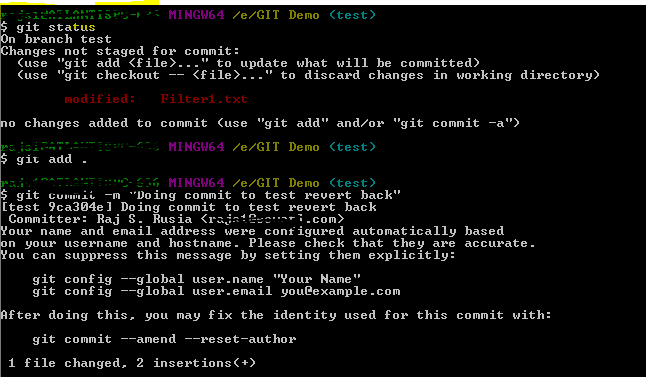 MINGW64 /e/GIT Demo (test)
$ git status
On branch test
Changes not staged for commit:
(use "git add <file>..." to update what will be committed)
(use "git checkout -- <file>..." to discard changes in working directory)
modified: Filter1.txt
no changes added to commit (use "git add" and/or "git commit -a")
MINGW64 /e/GIT Demo (test)
$ git add .
MINGW64 /e/GIT Demo (test)
$ git commit -m "Doing commit to test revert back"
[test 9ca304e] Doing commit to test revert back
Committer: Raj S. Rusia
Your name and email address were configured automatically based
on your username and hostname. Please check that they are accurate.
You can suppress this message by setting them explicitly:
git config --global user.name "Your Name"
git config --global user.email you@example.com
After doing this, you may fix the identity used for this commit with:
git commit --amend --reset-author
1 file changed, 2 insertions(+)